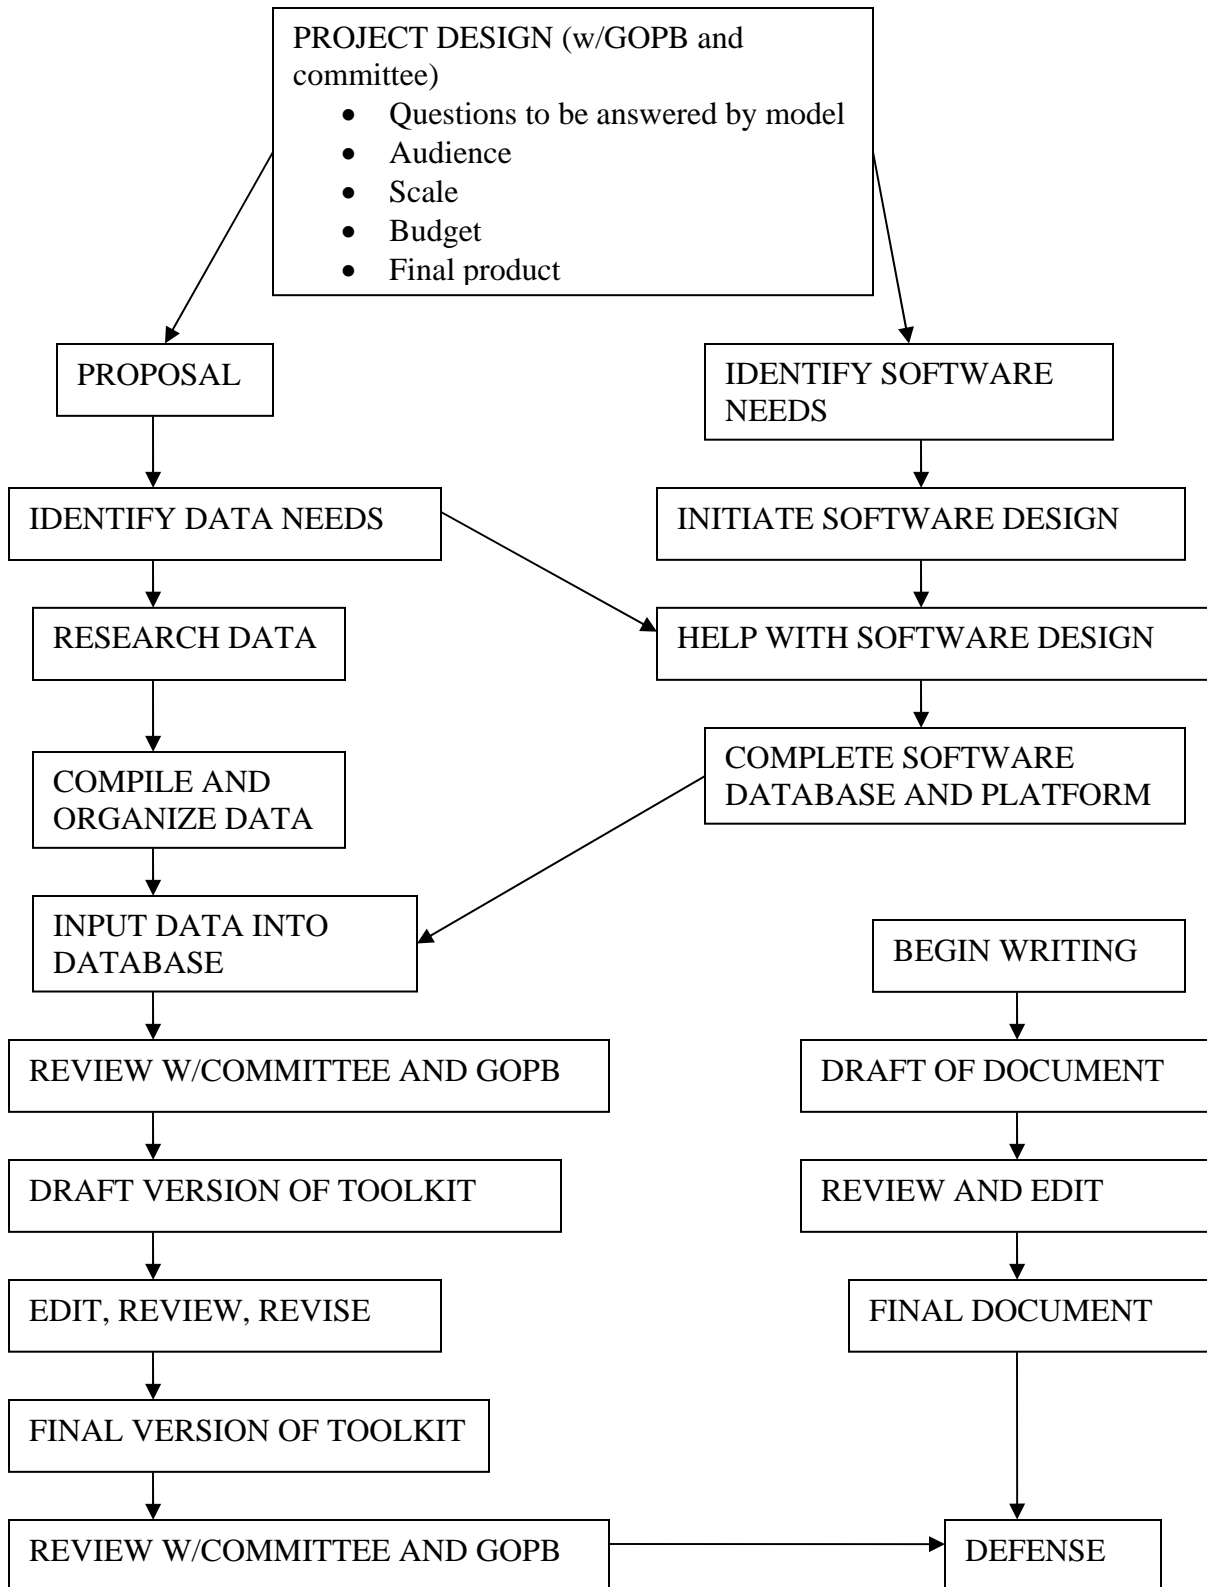 PROJECT DESIGN (w/GOPB and
committee)
• Questions to be answered by model
• Audience
• Scale
• Budget
• Final product
PROPOSAL
IDENTIFY SOFTWARE
NEEDS
IDENTIFY DATA NEEDS
INITIATE SOFTWARE DESIGN
RESEARCH DATA
HELP WITH SOFTWARE DESIGN
COMPILE AND
ORGANIZE DATA
COMPLETE SOFTWARE
DATABASE AND PLATFORM
INPUT DATA INTO
DATABASE
BEGIN WRITING
REVIEW W/COMMITTEE AND GOPB
DRAFT OF DOCUMENT
DRAFT VERSION OF TOOLKIT
REVIEW AND EDIT
EDIT, REVIEW, REVISE
FINAL DOCUMENT
FINAL VERSION OF TOOLKIT
REVIEW W/COMMITTEE AND GOPB
DEFENSE